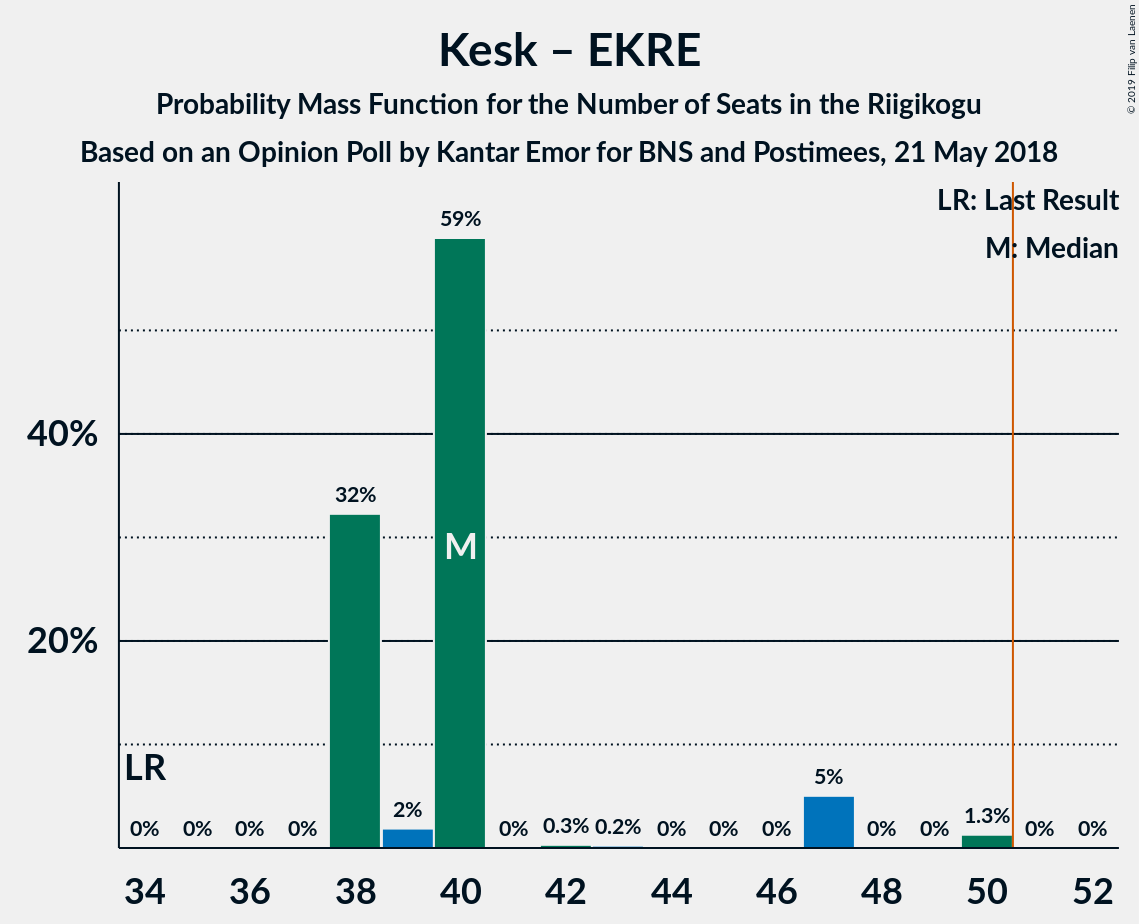 Kesk – EKRE
Probability Mass Function for the Number of Seats in the Riigikogu
Based on an Opinion Poll by Kantar Emor for BNS and Postimees, 21 May 2018
© 2019 Filip van Laenen
LR: Last Result
M: Median
59%
40%
32%
M
20%
LR
0% 0% 0% 0% 2% 0% 0.3% 0.2% 0% 0% 0% 5% 0% 0% 1.3% 0% 0%
34 36 38 40 42 44 46 48 50 52